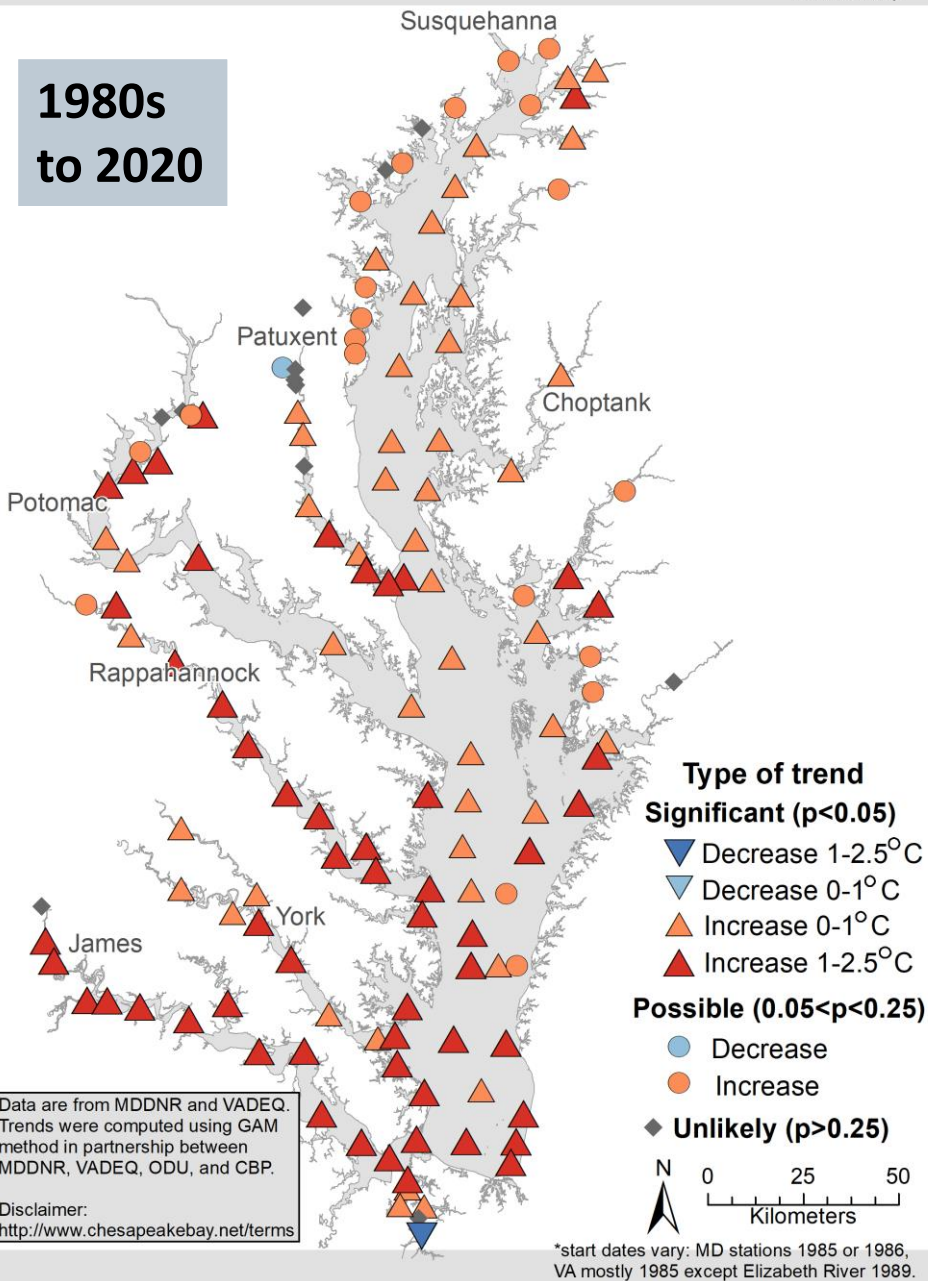 Susquehanna
1980s
to 2020
Patuxent
Choptank
Potomac
Rappahannock
York
James
Type of trend
Significant (p<0.05)
Decrease 1-2.5°C
Decrease 0-1°C
Increase 0-1°C
Increase 1-2.5°C
Possible (0.05<p<0.25)
Decrease
Increase
Unlikely (p>0.25)
N
0 25 50
Kilometers
Data are from MDDNR and VADEQ.
Trends were computed using GAM
method in partnership between
MDDNR, VADEQ, ODU, and CBP.
Disclaimer:
http://www.chesapeakebay.net/terms
*start dates vary: MD stations 1985 or 1986,
VA mostly 1985 except Elizabeth River 1989.